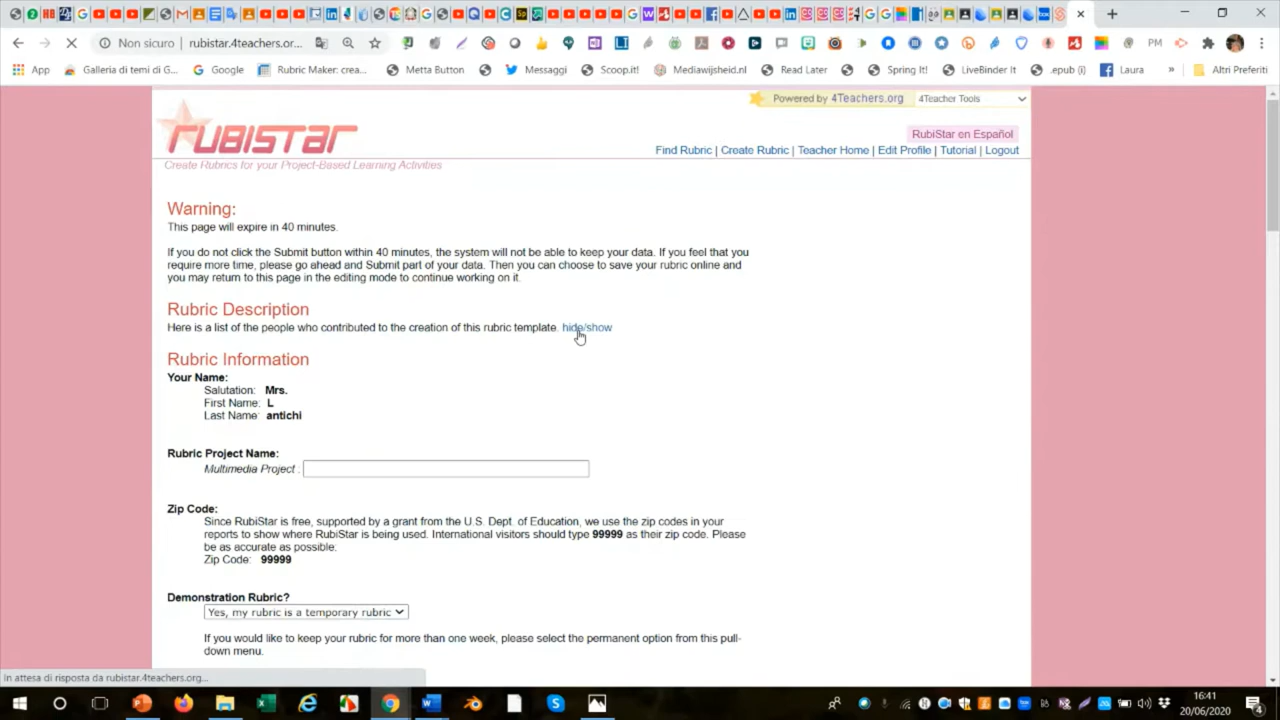 Non sicuro | rubistar.4teachers.or...
App Galleria di temi di G... Google Rubric Maker: crea... Metta Button Messaggi Scoop.it! Mediawijsheid.nl Read Later Spring It! LiveBinder It .epub (i) Laura » Altri Preferiti
Powered by 4Teachers.org 4Teacher Tools
RUBISTAR
RubiStar en Español
Find Rubric | Create Rubric | Teacher Home | Edit Profile | Tutorial | Logout
Create Rubrics for your Project-Based Learning Activities
Warning:
This page will expire in 40 minutes.
If you do not click the Submit button within 40 minutes, the system will not be able to keep your data. If you feel that you
require more time, please go ahead and Submit part of your data. Then you can choose to save your rubric online and
you may return to this page in the editing mode to continue working on it.
Rubric Description
Here is a list of the people who contributed to the creation of this rubric template. hide/show
Rubric Information
Your Name:
Salutation: Mrs.
First Name: L
Last Name: antichi
Rubric Project Name:
Multimedia Project :
Zip Code:
Since RubiStar is free, supported by a grant from the U.S. Dept. of Education, we use the zip codes in your
reports to show where RubiStar is being used. International visitors should type 99999 as their zip code. Please
be as accurate as possible.
Zip Code: 99999
Demonstration Rubric?
Yes, my rubric is a temporary rubric
If you would like to keep your rubric for more than one week, please select the permanent option from this pull-
down menu.
In attesa di risposta da rubistar.4teachers.org...
16:41
20/06/2020